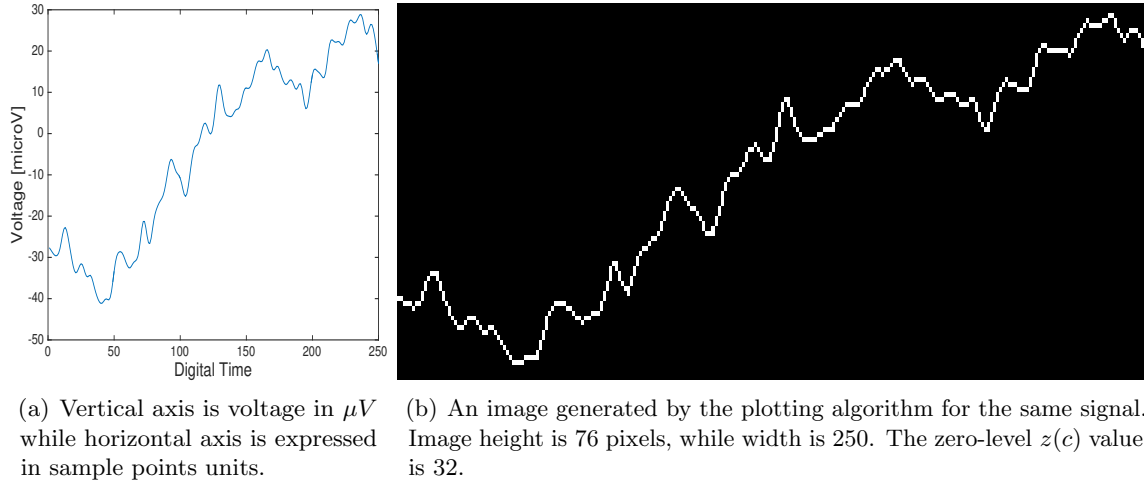 30
20
10
0
-10
-20
-30
-40
-50
Voltage [microV]
0 50 100 150 200 250
Digital Time
(a) Vertical axis is voltage in μV
while horizontal axis is expressed
in sample points units.
(b) An image generated by the plotting algorithm for the same signal.
Image height is 76 pixels, while width is 250. The zero-level z(c) value
is 32.